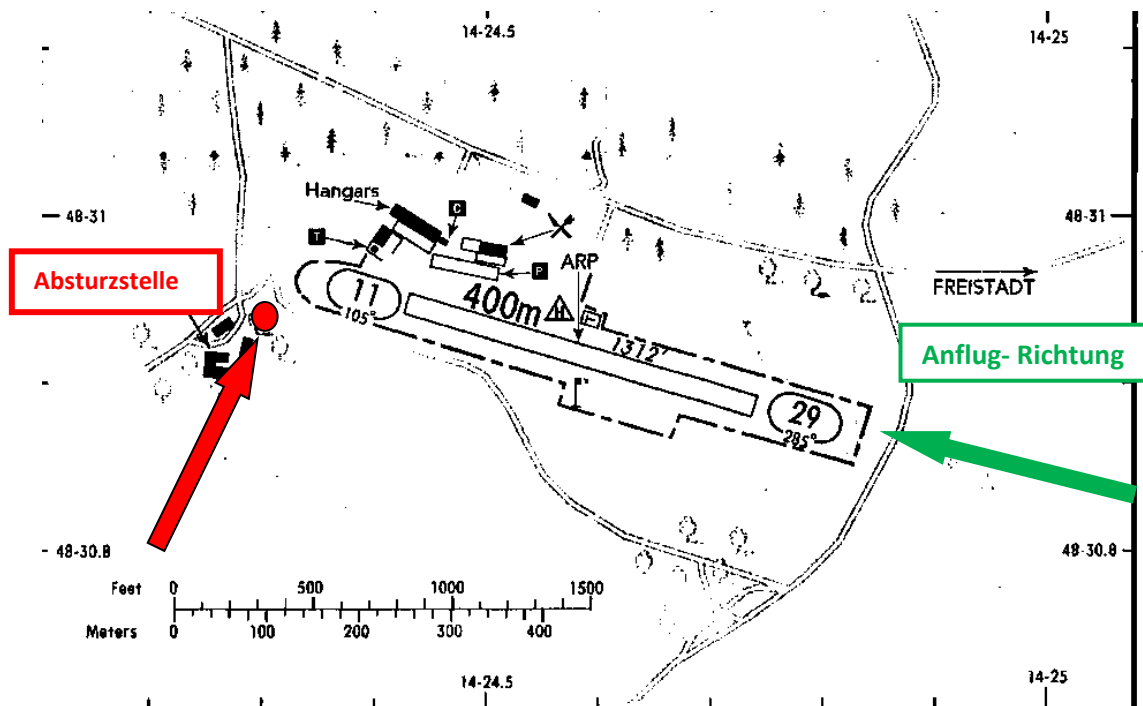 14-24.5
14-25
Hangars
C
48-31
48-31
T
P
ARP
Absturzstelle
FREISTADT
11
105°
400m
H
F
1312'
Anflug- Richtung
29
285°
T
48-30.8
48-30.8
Feet 0 500 1000 1500
Meters 0 100 200 300 400
14-24.5
14-25